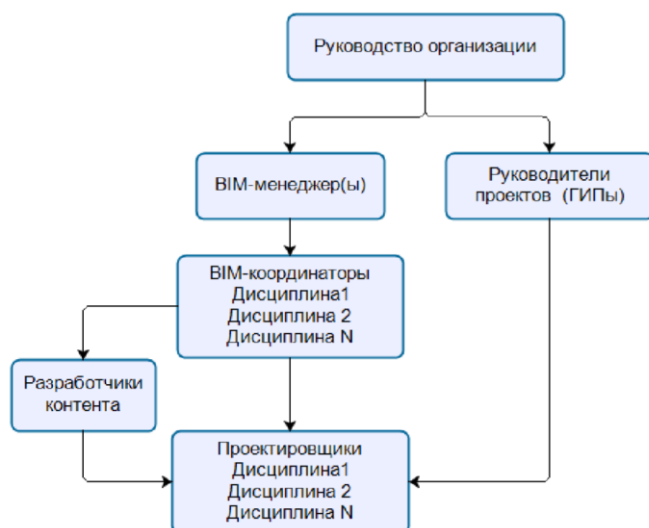 Руководство организации
BIM-менеджер(ы)
Руководители
проектов (ГИПы)
BIM-координаторы
Дисциплина1
Дисциплина 2
Дисциплина N
Разработчики
контента
Проектировщики
Дисциплина1
Дисциплина 2
Дисциплина N